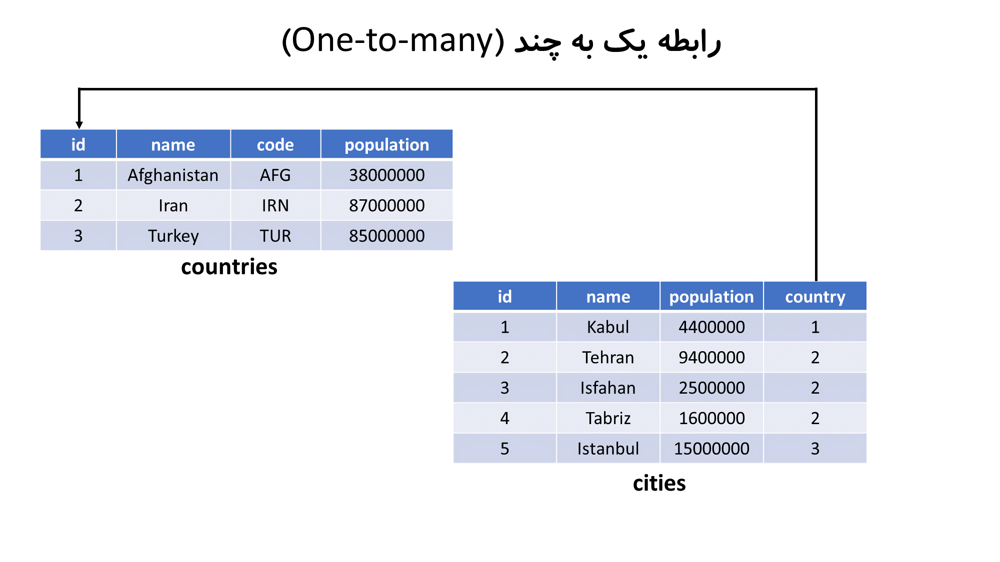 رابطه یک به چند (One-to-many)
id name code population
1 Afghanistan AFG 38000000
2 Iran IRN 87000000
3 Turkey TUR 85000000
countries
id name population country
1 Kabul 4400000 1
2 Tehran 9400000 2
3 Isfahan 2500000 2
4 Tabriz 1600000 2
5 Istanbul 15000000 3
cities